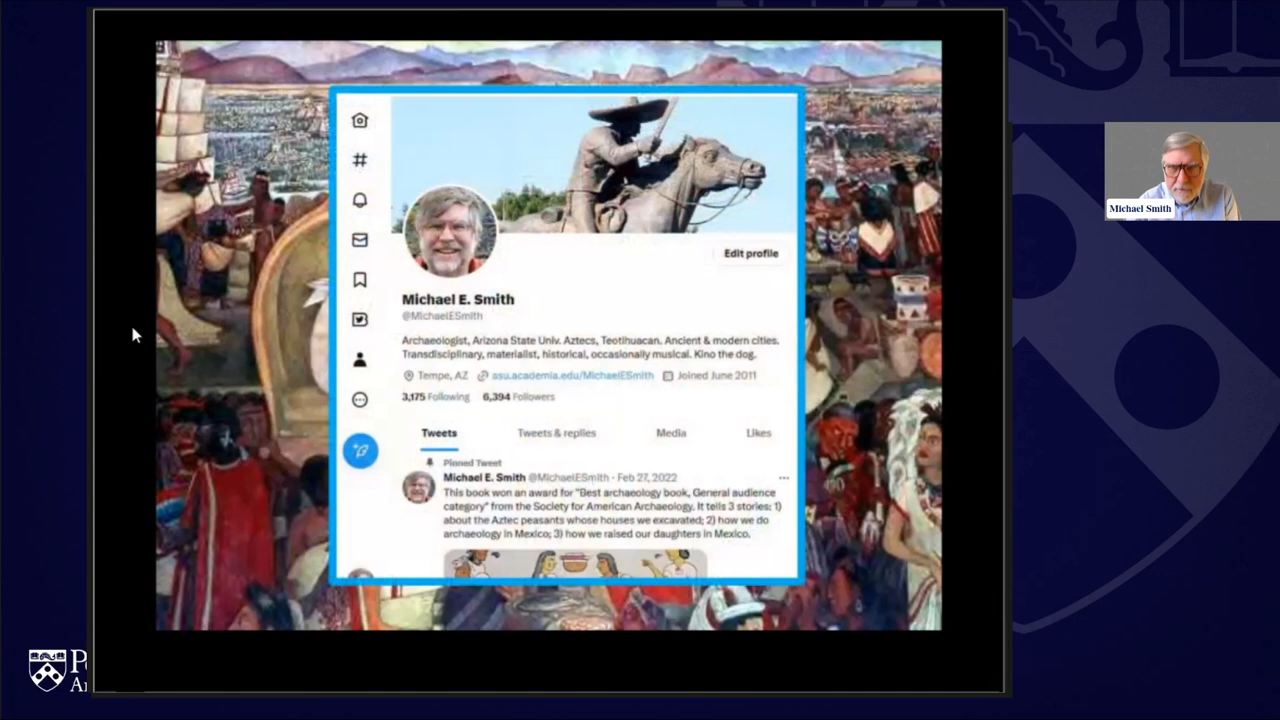 Edit profile
Michael E. Smith
@MichaelESmith
Archaeologist, Arizona State Univ. Aztecs, Teotihuacan. Ancient & modern cities.
Transdisciplinary, materialist, historical, occasionally musical. Kino the dog.
Tempe, AZ asu.academia.edu/MichaelESmith Joined June 2011
3,175 Following 6,394 Followers
Tweets Tweets & replies Media Likes
Pinned Tweet
Michael E. Smith @MichaelESmith · Feb 27, 2022
This book won an award for "Best archaeology book, General audience
category" from the Society for American Archaeology. It tells 3 stories: 1)
about the Aztec peasants whose houses we excavated; 2) how we do
archaeology in Mexico; 3) how we raised our daughters in Mexico.
Michael Smith